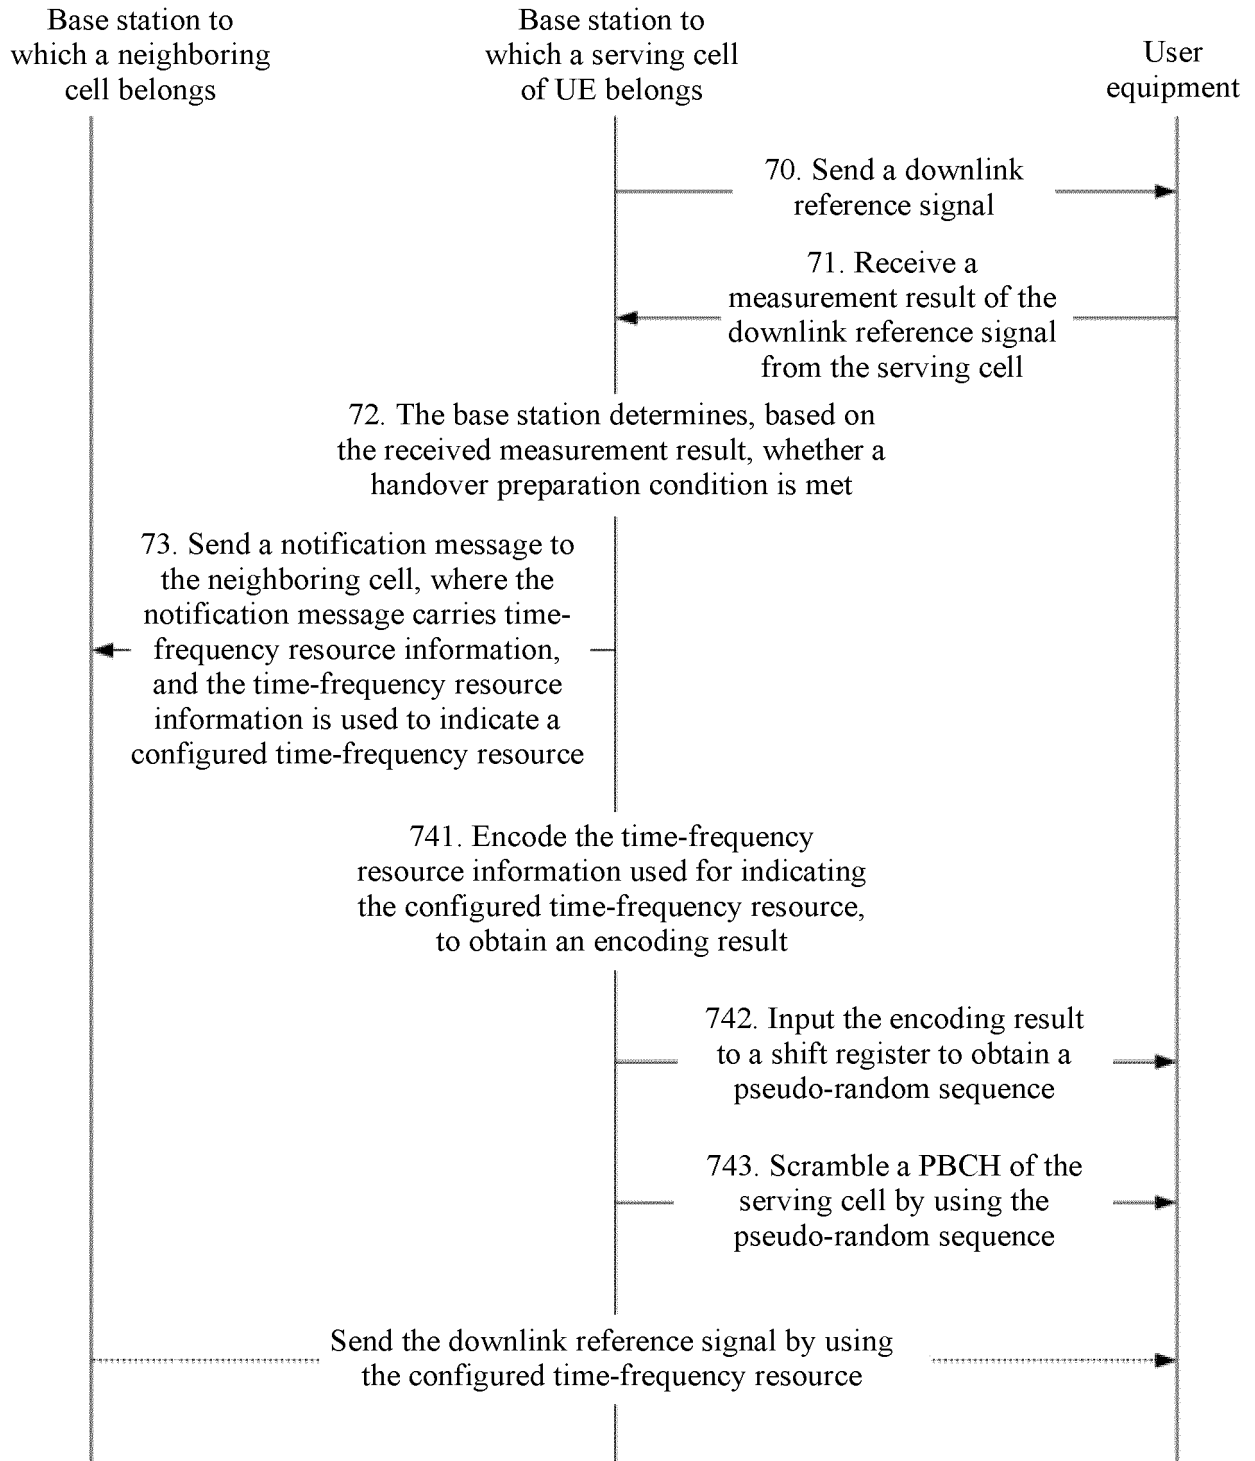 Base station to
which a neighboring
cell belongs
Base station to
which a serving cell
of UE belongs
User
equipment
70. Send a downlink
reference signal
71. Receive a
measurement result of the
downlink reference signal
from the serving cell
72. The base station determines, based on
the received measurement result, whether a
handover preparation condition is met
73. Send a notification message to
the neighboring cell, where the
notification message carries time-
frequency resource information,
and the time-frequency resource
information is used to indicate a
configured time-frequency resource
741. Encode the time-frequency
resource information used for indicating
the configured time-frequency resource,
to obtain an encoding result
742. Input the encoding result
to a shift register to obtain a
pseudo-random sequence
743. Scramble a PBCH of the
serving cell by using the
pseudo-random sequence
Send the downlink reference signal by using
the configured time-frequency resource